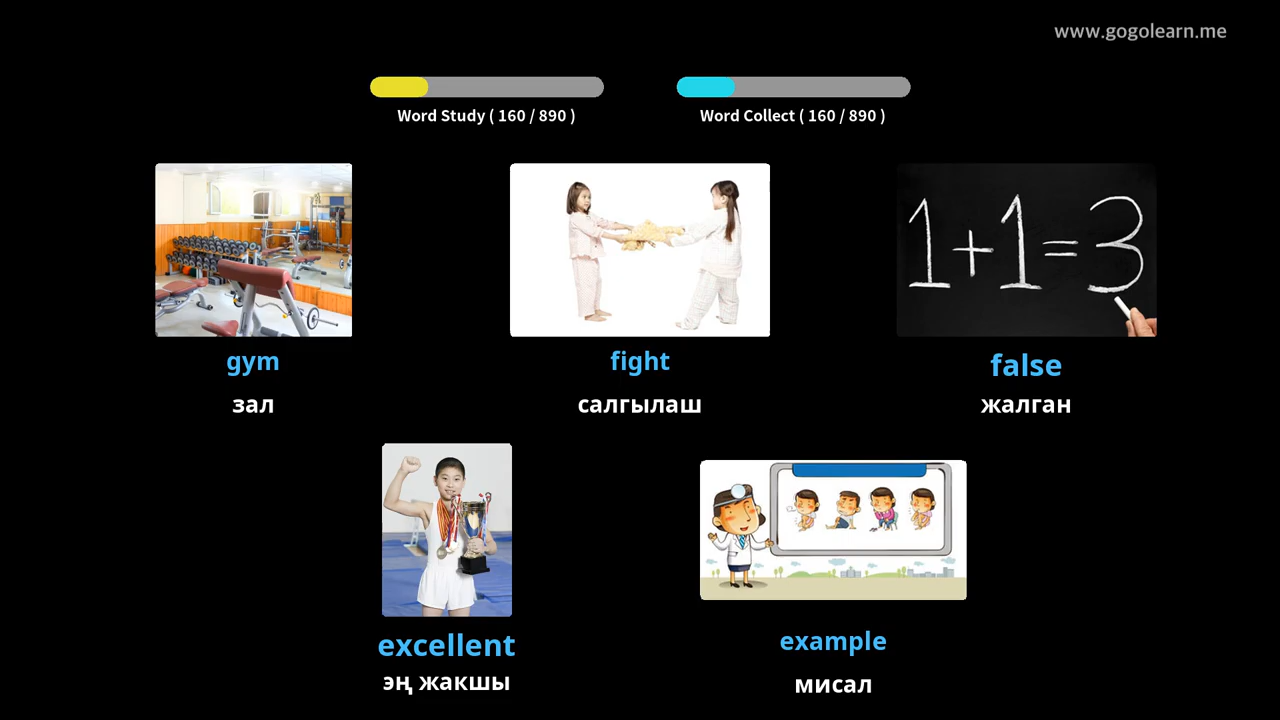 www.gogolearn.me
Word Study ( 160 / 890 )
Word Collect ( 160 / 890 )
1+1=3
gym
fight
false
зал
салгылаш
жалган
excellent
example
эң жакшы
мисал